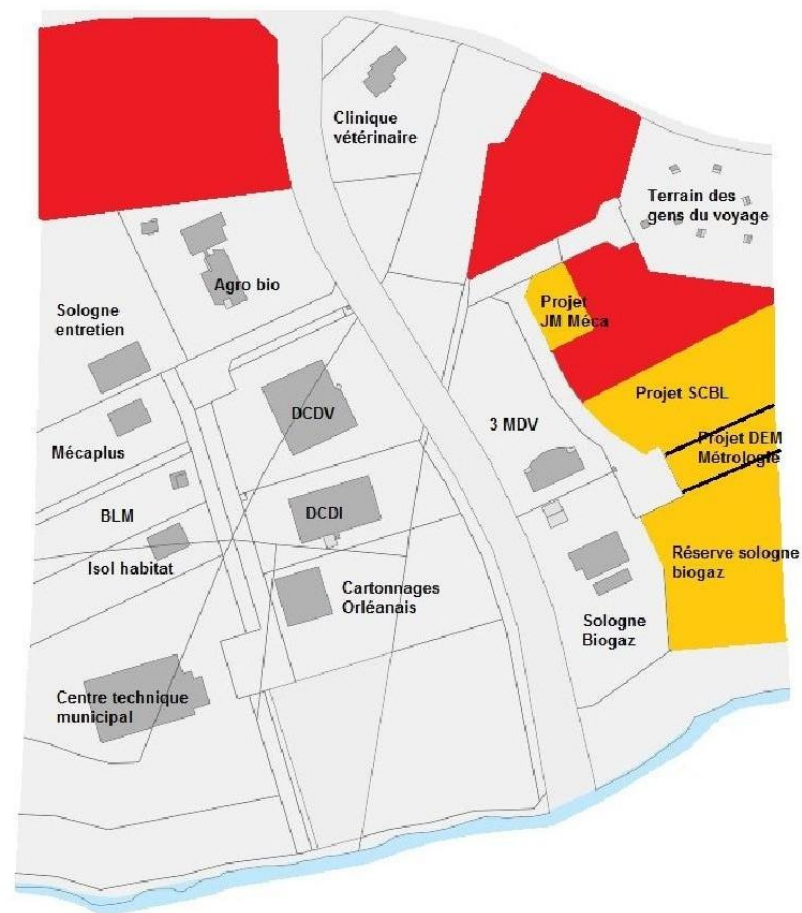 Clinique
vétérinaire
Terrain des
gens du voyage
Agro bio
Sologne
entretien
Projet
JM Méca
Projet SCBL
DCDV
3 MDV
Projet DEM
Métrologie
Mécaplus
BLM
DCDI
Isol habitat
Réserve sologne
biogaz
Cartonnages
Orléanais
Sologne
Biogaz
Centre technique
municipal